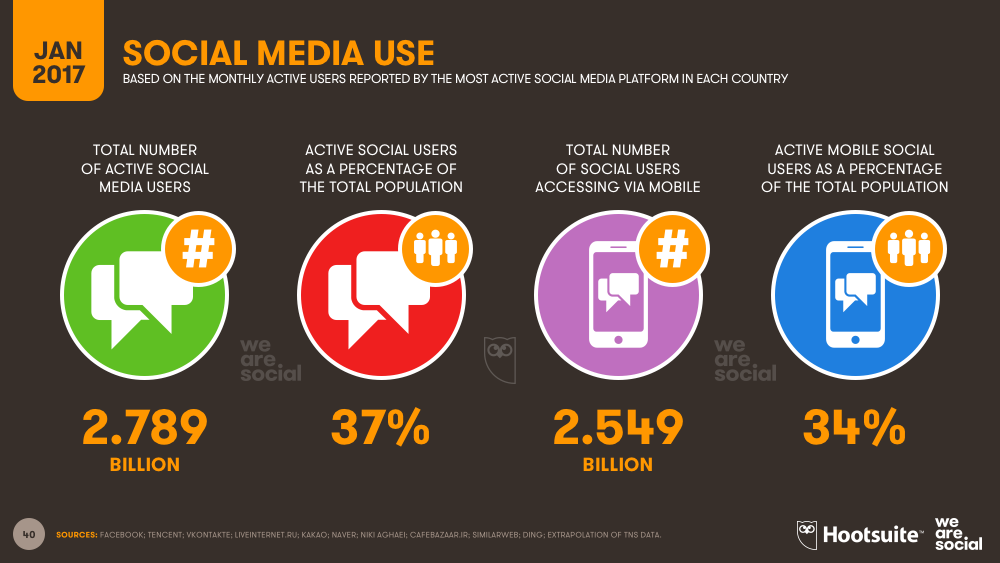 JAN
2017
SOCIAL MEDIA USE
BASED ON THE MONTHLY ACTIVE USERS REPORTED BY THE MOST ACTIVE SOCIAL MEDIA PLATFORM IN EACH COUNTRY
TOTAL NUMBER
OF ACTIVE SOCIAL
MEDIA USERS
#
2.789
BILLION
ACTIVE SOCIAL USERS
AS A PERCENTAGE OF
THE TOTAL POPULATION
37%
TOTAL NUMBER
OF SOCIAL USERS
ACCESSING VIA MOBILE
#
2.549
BILLION
ACTIVE MOBILE SOCIAL
USERS AS A PERCENTAGE
OF THE TOTAL POPULATION
34%
we
are
social
we
are
social
40
SOURCES: FACEBOOK; TENCENT; VKONTAKTE; LIVEINTERNET.RU; KAKAO; NAVER; NIKI AGHAEI; CAFEBAZAAR.IR; SIMILARWEB; DING; EXTRAPOLATION OF TNS DATA.
Hootsuite™
we
are
social